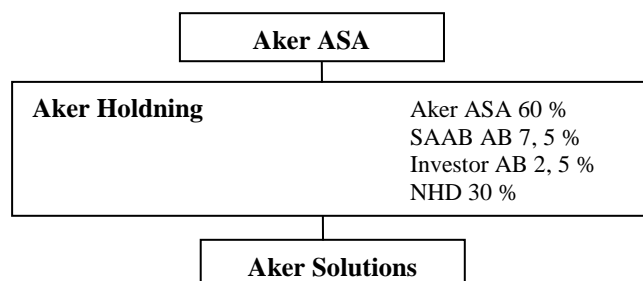 Aker ASA
Aker Holdning Aker ASA 60 %
SAAB AB 7, 5 %
Investor AB 2, 5 %
NHD 30 %
Aker Solutions